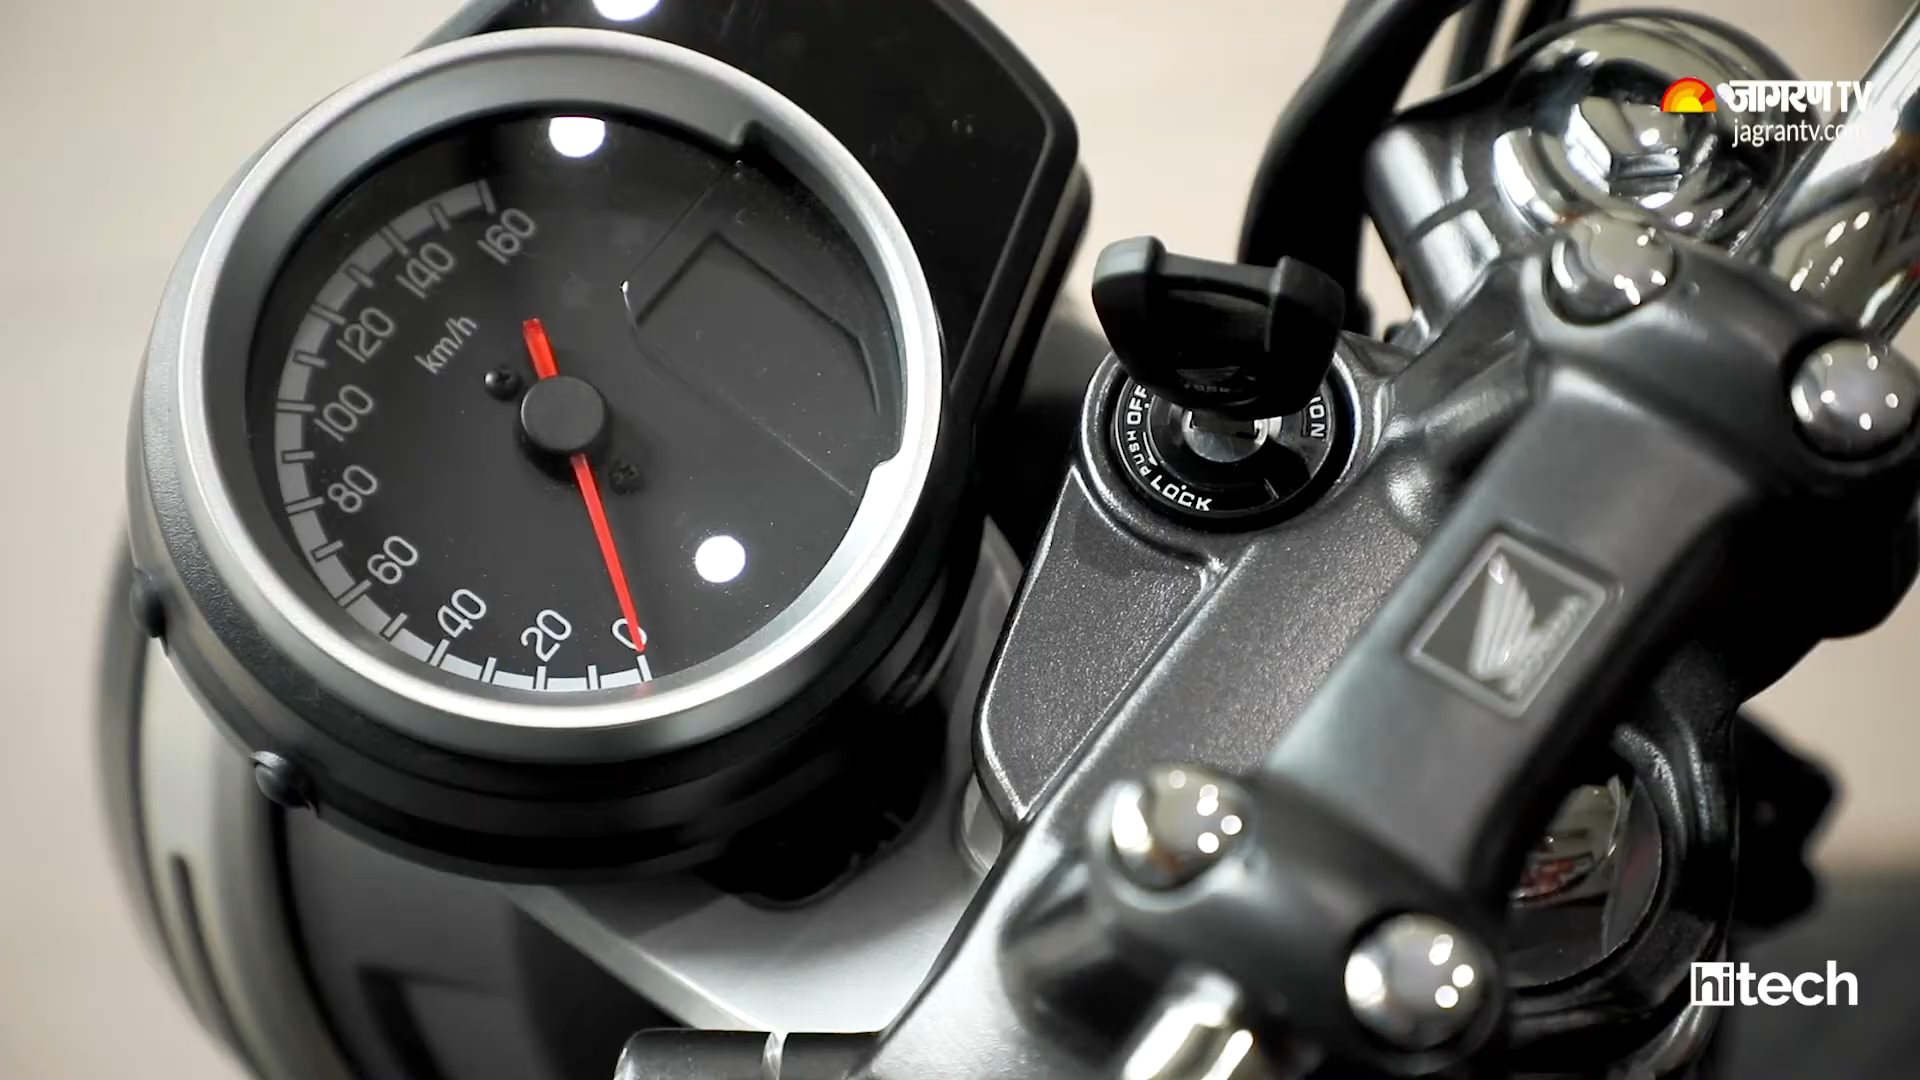 जागरण TV
jagrantv.com
160
140
120
100
80
60
40
20
0
km/h
OFF
ON
PUSH
LOCK
HONDA
hitech